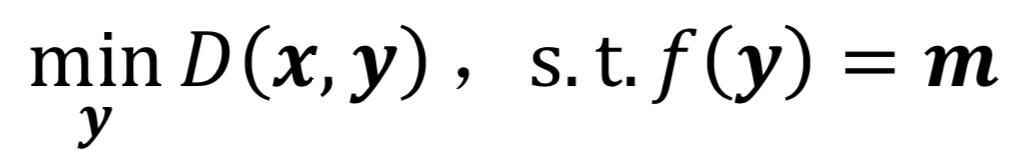 min D(x, y) , s. t. f(y) = m
y